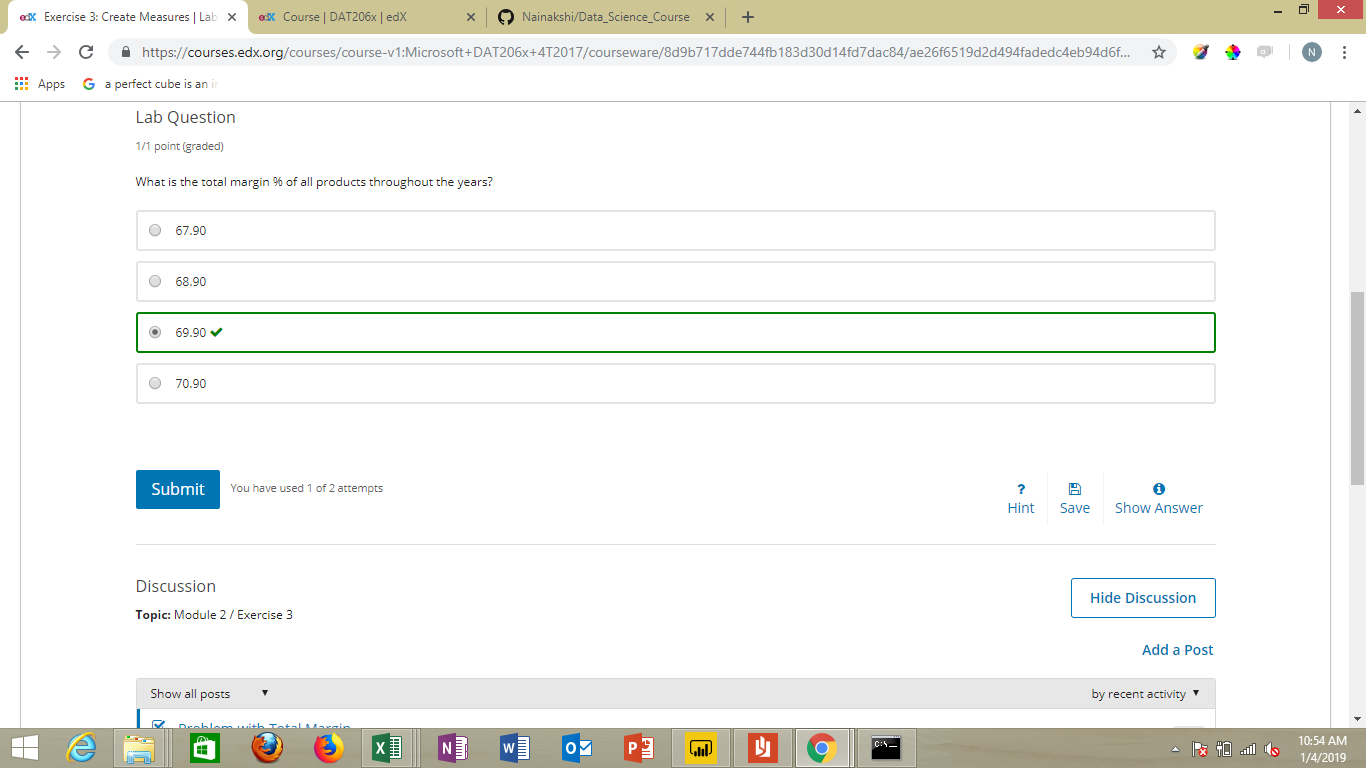 edX Exercise 3: Create Measures | Lab
edX Course | DAT206x | edX
Nainakshi/Data_Science_Course
https://courses.edx.org/courses/course-v1:Microsoft+DAT206x+4T2017/courseware/8d9b717dde744fb183d30d14fd7dac84/ae26f6519d2d494fadedc4eb94d6f...
N
Apps
G a perfect cube is an i
Lab Question
1/1 point (graded)
What is the total margin % of all products throughout the years?
67.90
68.90
69.90
70.90
Submit
You have used 1 of 2 attempts
? Hint
Save
Show Answer
Discussion
Hide Discussion
Topic: Module 2 / Exercise 3
Add a Post
Show all posts
by recent activity
Problem with Total Margin
10:54 AM
1/4/2019